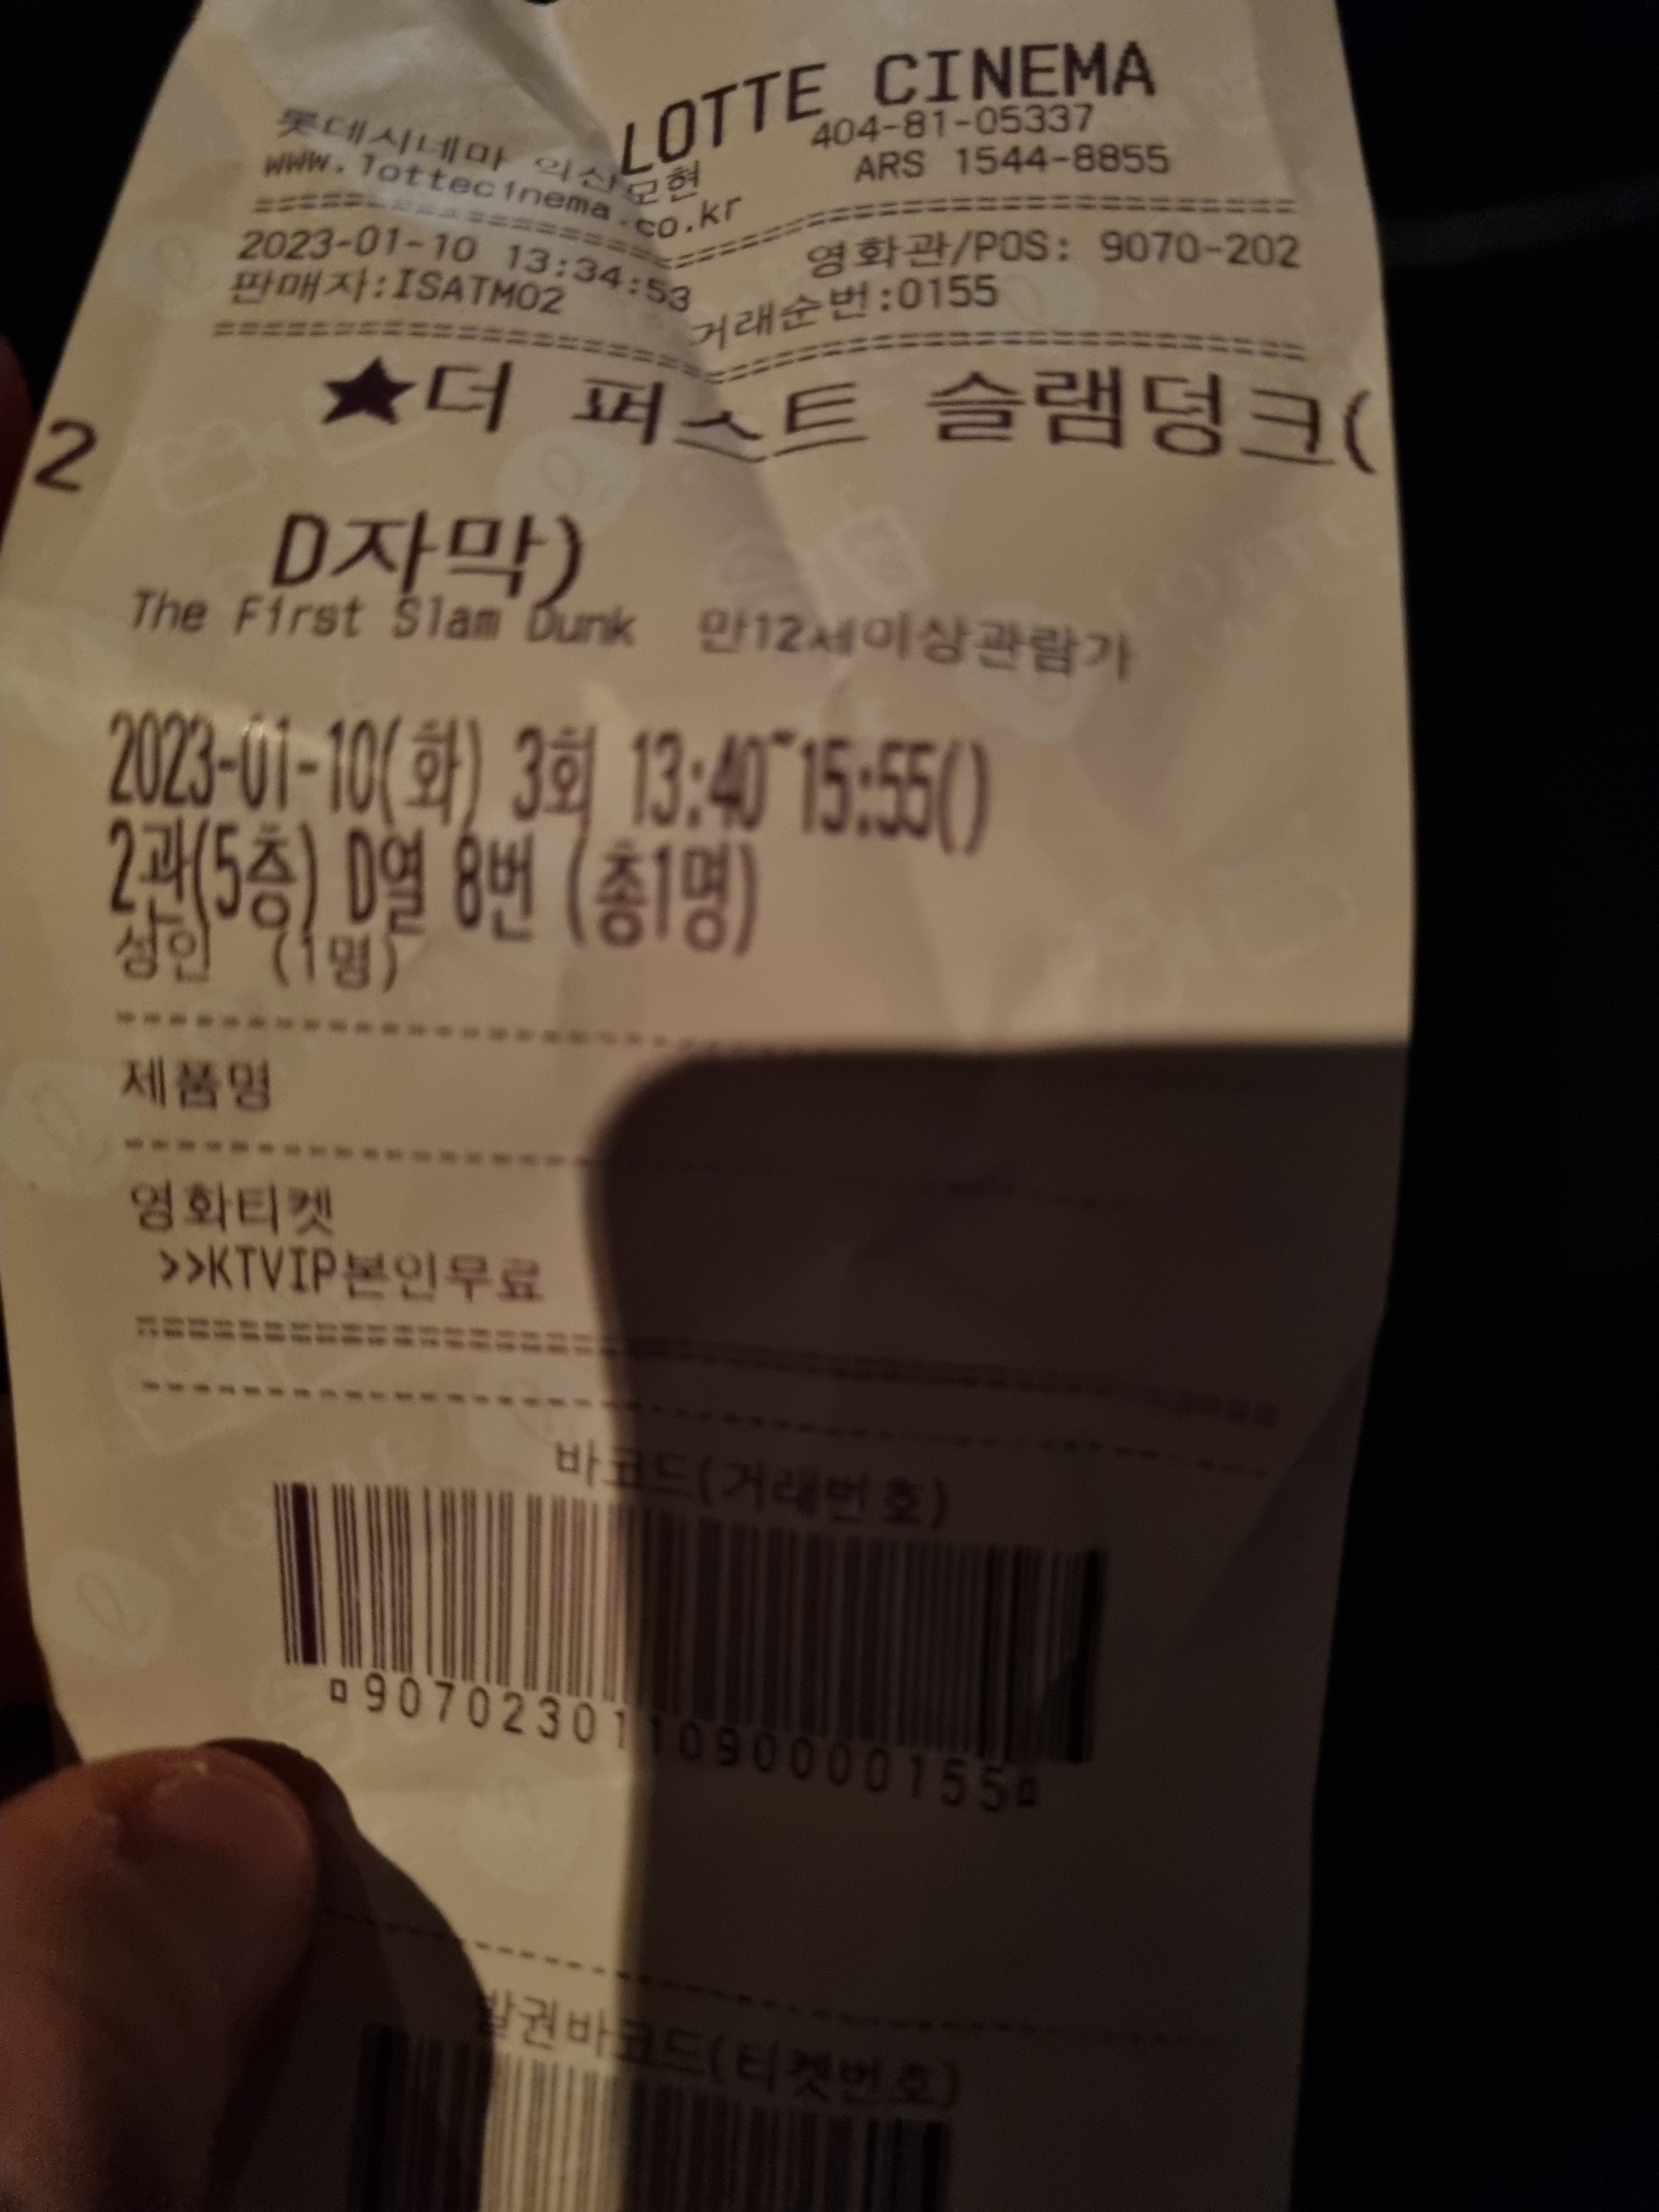 LOTTE CINEMA
롯데시네마 익산모현 404-81-05337
www.lottecinema.co.kr ARS 1544-8855
2023-01-10 13:34:53 영화관/POS: 9070-202
판매자:ISATM02 거래순번:0155
★더 퍼스트 슬램덩크(
2
D자막)
The First Slam Dunk 만12세이상관람가
2023-01-10(화) 3회 13:40~15:55()
2관(5층) D열 8번 (총1명)
성인 (1명)
제품명
영화티켓
>>KTVIP본인무료
바코드(거래번호)
¤90702301109000​0155¤
발권바코드(티켓번호)